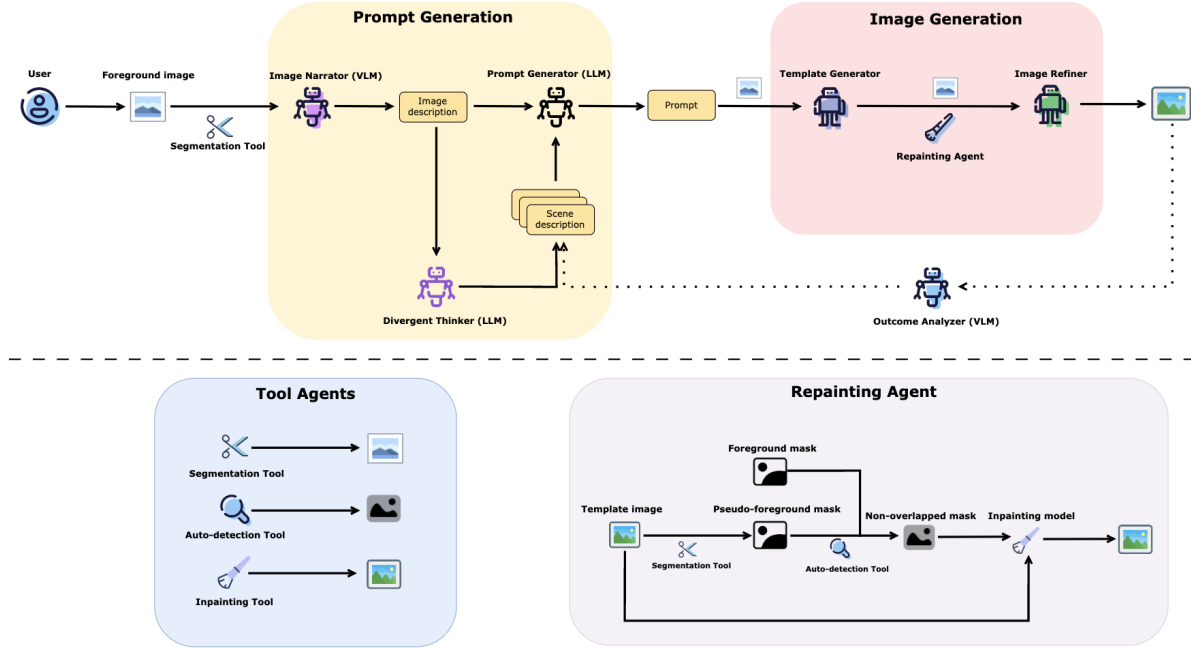 Prompt Generation
Image Generation
User
Foreground image
Segmentation Tool
Image Narrator (VLM)
Image
description
Prompt Generator (LLM)
Scene
description
Divergent Thinker (LLM)
Prompt
Template Generator
Repainting Agent
Image Refiner
Outcome Analyzer (VLM)
Tool Agents
Segmentation Tool
Auto-detection Tool
Inpainting Tool
Repainting Agent
Foreground mask
Template image
Segmentation Tool
Pseudo-foreground mask
Auto-detection Tool
Non-overlapped mask
Inpainting model